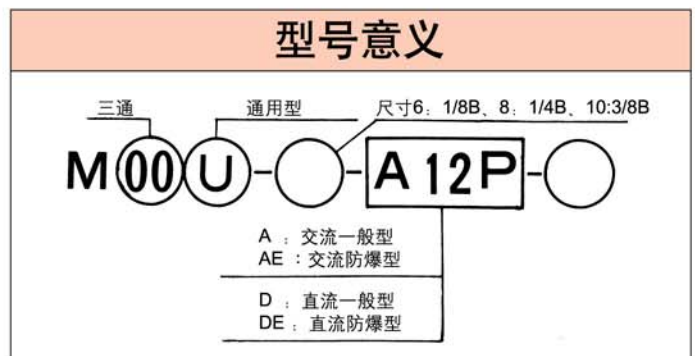 型号意义
三通 通用型 尺寸6：1/8B、8：1/4B、10:3/8B
M00U-○-A12P-○
A ：交流一般型
AE ：交流防爆型
D ：直流一般型
DE ：直流防爆型